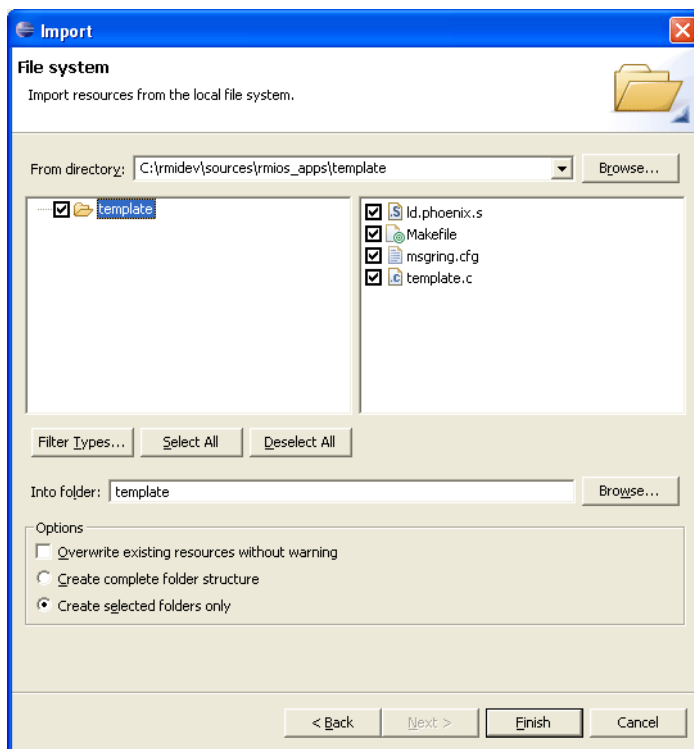 Import
File system
Import resources from the local file system.
From directory: C:\rmidev\sources\rmios_apps\template Browse...
template
ld.phoenix.s
Makefile
msgring.cfg
template.c
Filter Types... Select All Deselect All
Into folder: template Browse...
Options
Overwrite existing resources without warning
Create complete folder structure
Create selected folders only
< Back Next > Finish Cancel